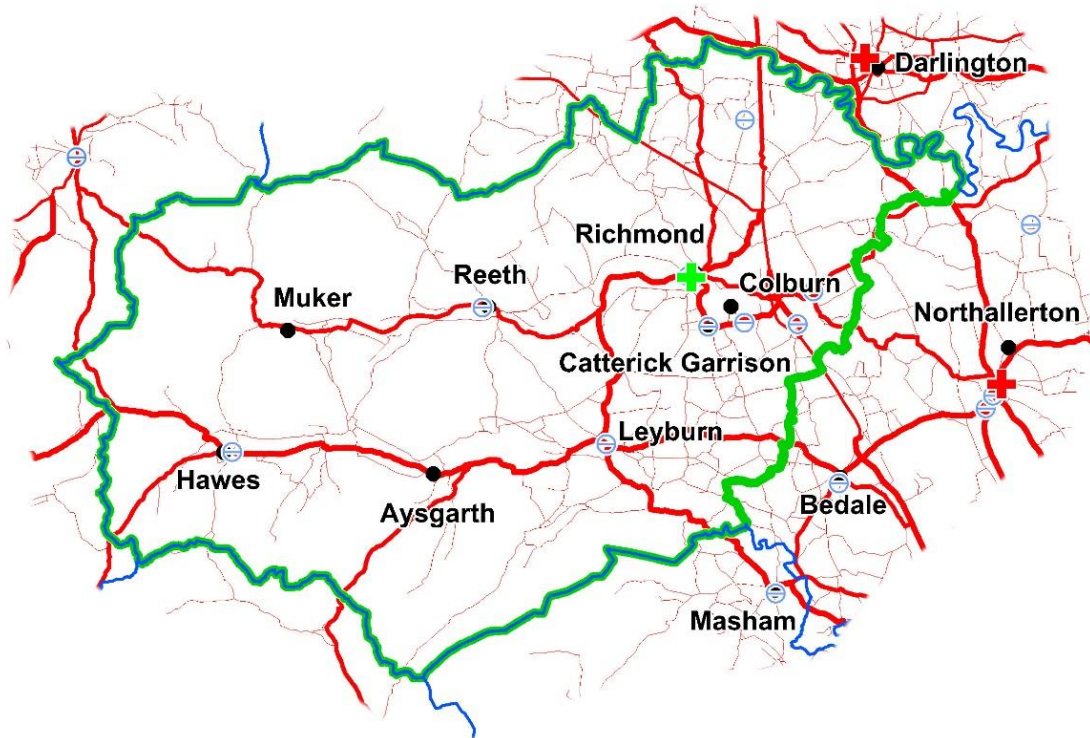 Darlington
Richmond
Reeth
Colburn
Muker
Northallerton
Catterick Garrison
Leyburn
Hawes
Bedale
Aysgarth
Masham